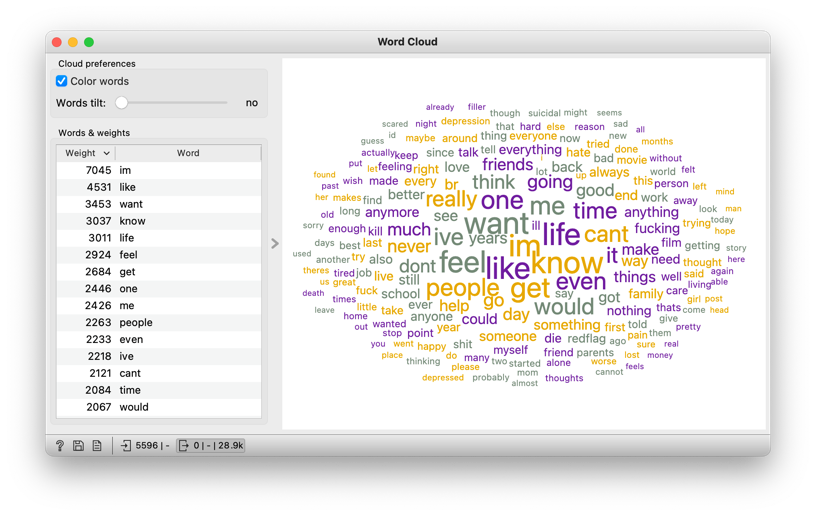 Word Cloud
Cloud preferences
Color words
Words tilt: no
Words & weights
Weight Word
7045 im
4531 like
3453 want
3037 know
3011 life
2924 feel
2684 get
2446 one
2426 me
2263 people
2233 even
2218 ive
2121 cant
2084 time
2067 would
already filler
though suicidal might seems
scared night depression that hard else reason sad
id maybe around thing everyone now new all
guess actually keep since talk tell everything i hate tried done months
put let feeling right love friends lot back bad movie without
found past wish made every br think going up always this world felt
her makes find better really one me good end work person left mind
old long anymore see want time anything away look man
sorry enough kill much ive years im ill life cant fucking trying today hope
days best last never it make film getting story
used another try also dont feel like know way need thought here
theres tired job live still even things well said again
us great fuck school people get say family care living able
death times little take ever help go would got nothing thats girl post
leave home anyone could day something first told give come head
out wanted stop point year someone die redflag ago pain them pretty
you went happy shit myself friend parents sure real
place thinking do many two started alone worse lost money
please mom cannot feels
depressed probably almost thoughts
? 5596 | - 0 | - | 28.9k